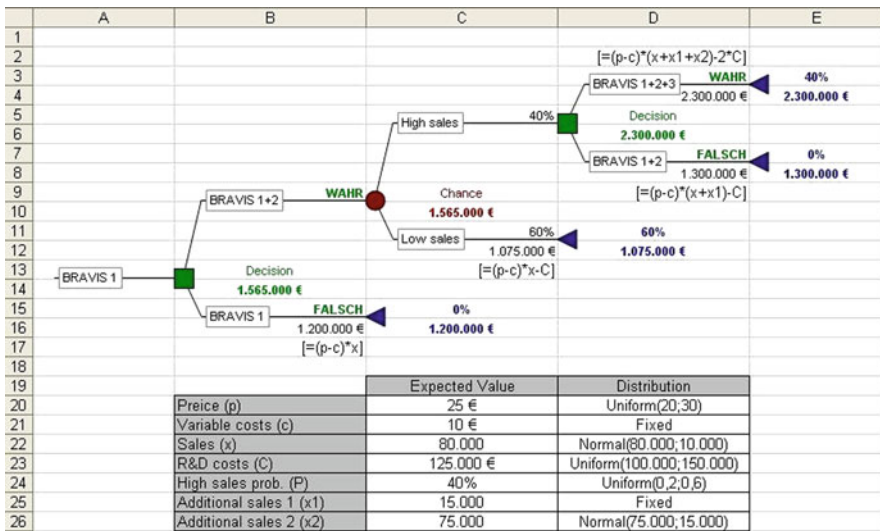 A B C D E
1
2 [=(p-c)*(x+x1+x2)-2*C]
3 BRAVIS 1+2+3 WAHR 40%
4 2.300.000 € 2.300.000 €
5 High sales 40% Decision
6 2.300.000 €
7 BRAVIS 1+2 FALSCH 0%
8 1.300.000 € 1.300.000 €
9 BRAVIS 1+2 WAHR Chance [=(p-c)*(x+x1)-C]
10 1.565.000 €
11 Low sales 60% 60%
12 1.075.000 € 1.075.000 €
13 BRAVIS 1 Decision [=(p-c)*x-C]
14 1.565.000 €
15 BRAVIS 1 FALSCH 0%
16 1.200.000 € 1.200.000 €
17 [=(p-c)*x]
18
19 Expected Value Distribution
20 Preice (p) 25 € Uniform(20;30)
21 Variable costs (c) 10 € Fixed
22 Sales (x) 80.000 Normal(80.000;10.000)
23 R&D costs (C) 125.000 € Uniform(100.000;150.000)
24 High sales prob. (P) 40% Uniform(0,2;0,6)
25 Additional sales 1 (x1) 15.000 Fixed
26 Additional sales 2 (x2) 75.000 Normal(75.000;15.000)